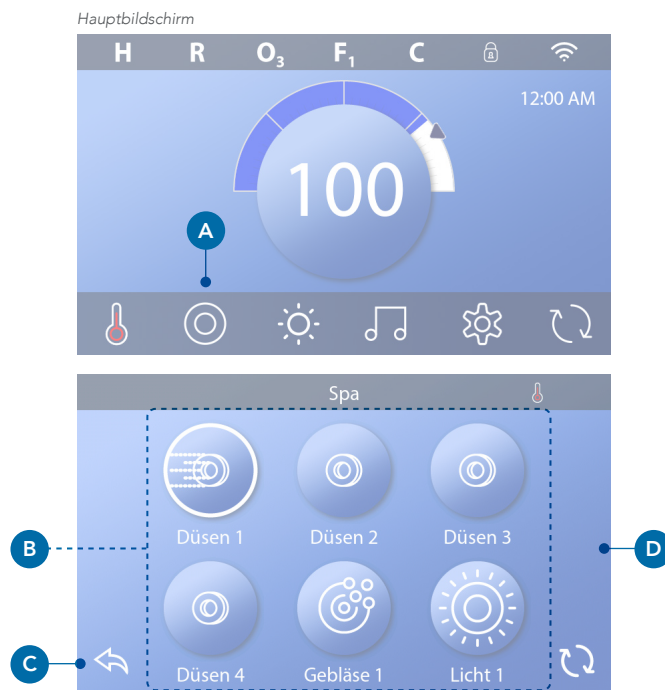 Hauptbildschirm
H R O₃ F₁ C
12:00 AM
100
A
Spa
Düsen 1 Düsen 2 Düsen 3
B
D
Düsen 4 Gebläse 1 Licht 1
C